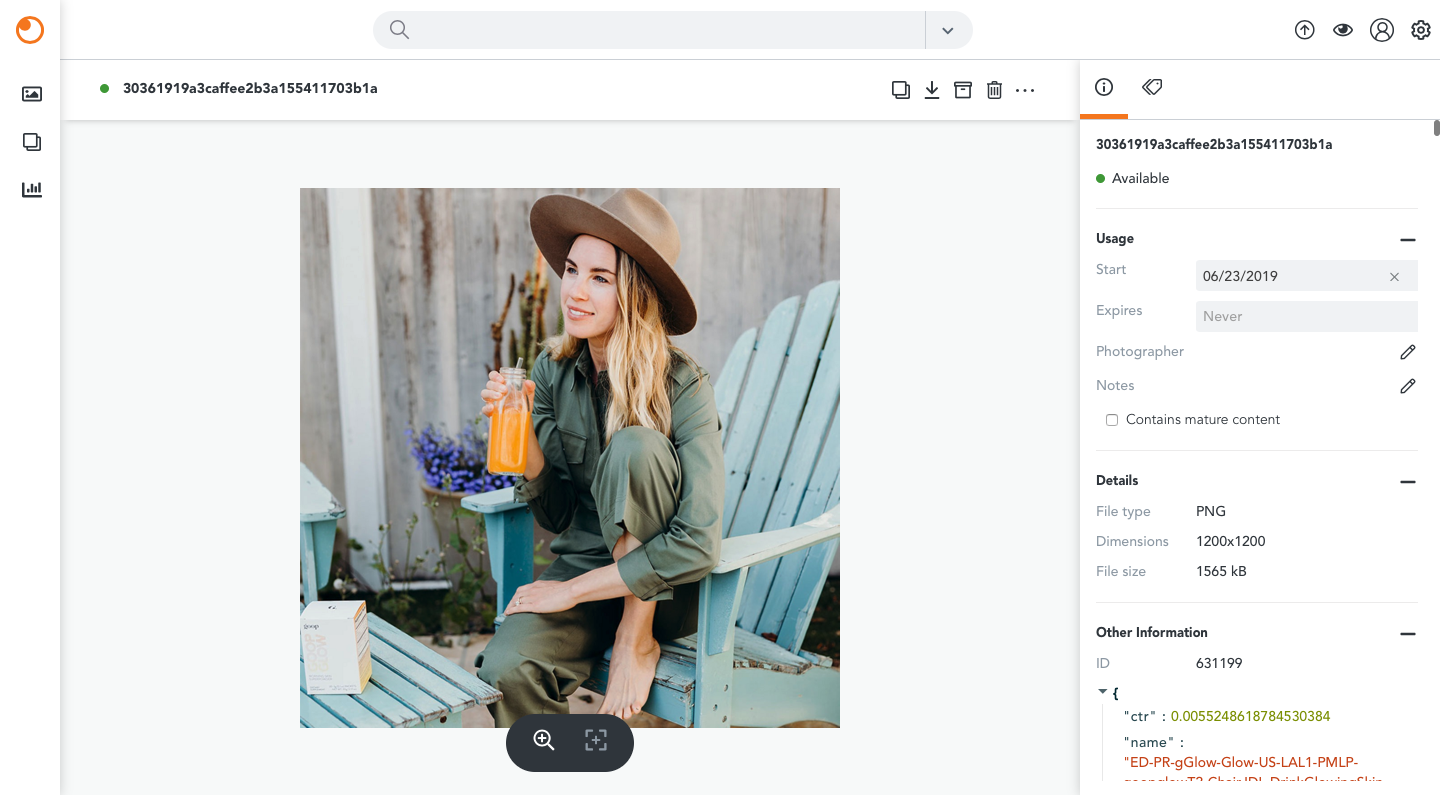 30361919a3caffee2b3a155411703b1a
goop
30361919a3caffee2b3a155411703b1a
Available
Usage
Start
06/23/2019
Expires
Never
Photographer
Notes
Contains mature content
Details
File type PNG
Dimensions 1200x1200
File size 1565 kB
Other Information
ID 631199
{
"ctr" : 0.0055248618784530384
"name" :
"ED-PR-gGlow-Glow-US-LAL1-PMLP-